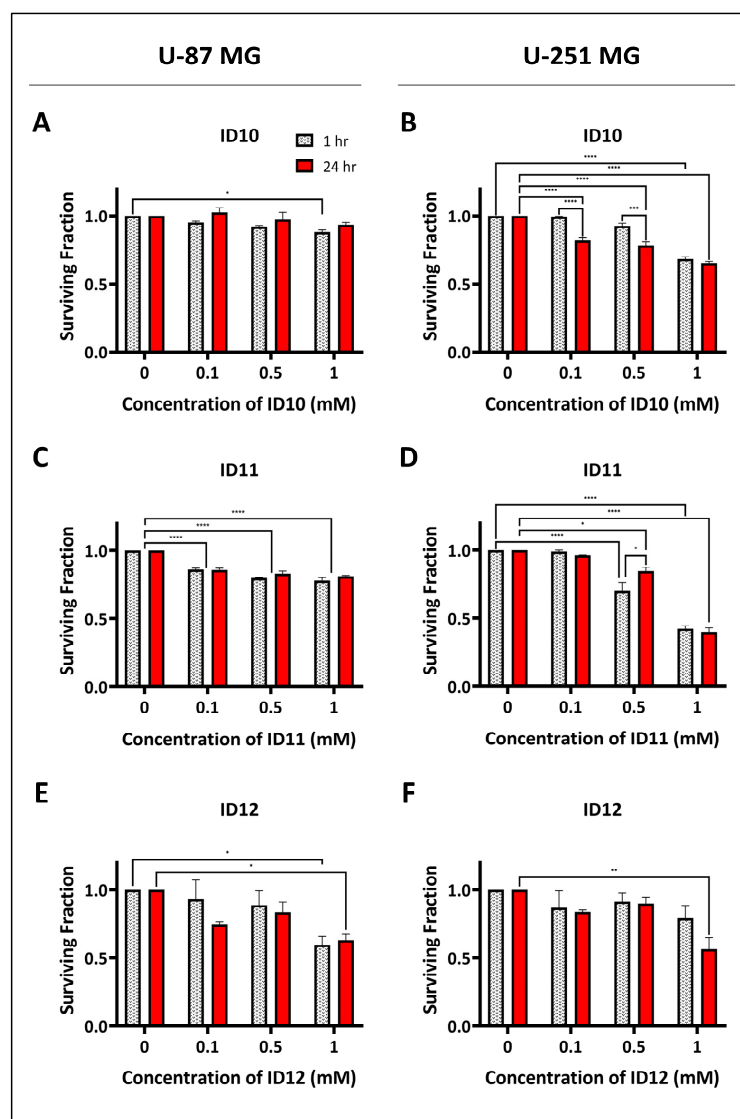 U-87 MG
U-251 MG
A
ID10
1 hr
24 hr
*
Surviving Fraction
1.0
0.5
0.0
0 0.1 0.5 1
Concentration of ID10 (mM)
B
ID10
****
****
****
****
****
***
Surviving Fraction
1.0
0.5
0.0
0 0.1 0.5 1
Concentration of ID10 (mM)
C
ID11
****
****
****
Surviving Fraction
1.0
0.5
0.0
0 0.1 0.5 1
Concentration of ID11 (mM)
D
ID11
****
****
*
****
*
Surviving Fraction
1.0
0.5
0.0
0 0.1 0.5 1
Concentration of ID11 (mM)
E
ID12
*
*
Surviving Fraction
1.0
0.5
0.0
0 0.1 0.5 1
Concentration of ID12 (mM)
F
ID12
**
Surviving Fraction
1.0
0.5
0.0
0 0.1 0.5 1
Concentration of ID12 (mM)